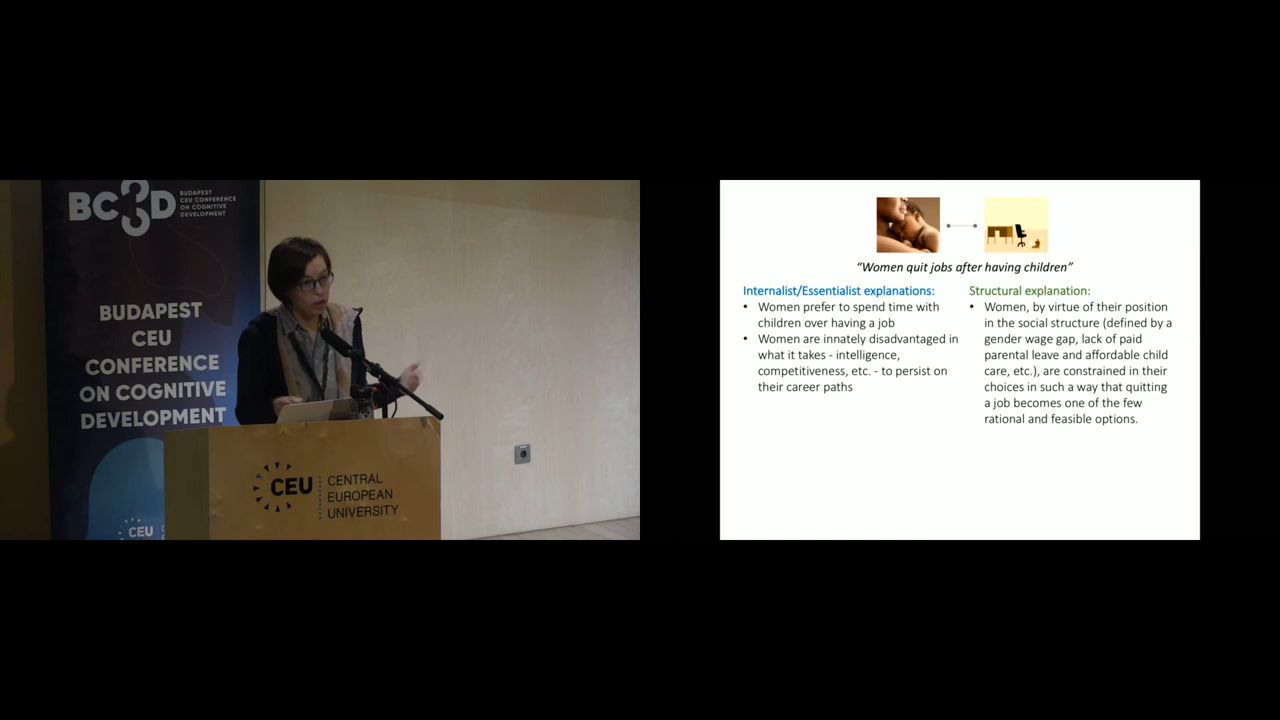 BC3D
BUDAPEST
CEU CONFERENCE
ON COGNITIVE
DEVELOPMENT
BUDAPEST
CEU
CONFERENCE
ON COGNITIVE
DEVELOPMENT
CEU
CEU
CENTRAL
EUROPEAN
UNIVERSITY
“Women quit jobs after having children”
Internalist/Essentialist explanations:
• Women prefer to spend time with
children over having a job
• Women are innately disadvantaged in
what it takes - intelligence,
competitiveness, etc. - to persist on
their career paths
Structural explanation:
• Women, by virtue of their position
in the social structure (defined by a
gender wage gap, lack of paid
parental leave and affordable child
care, etc.), are constrained in their
choices in such a way that quitting
a job becomes one of the few
rational and feasible options.